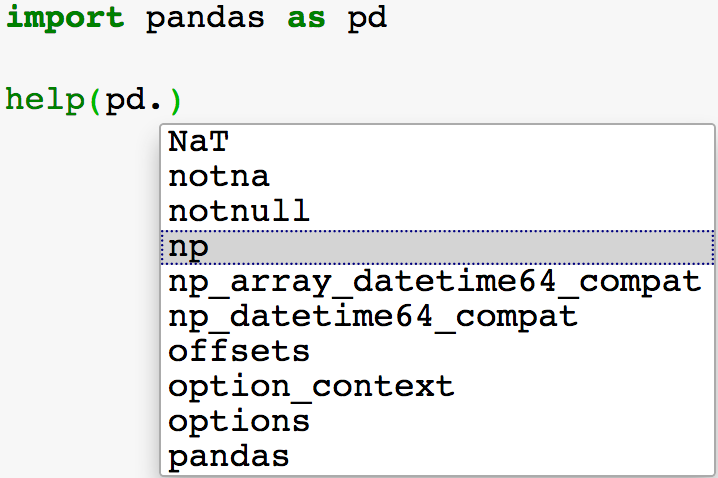 import pandas as pd
help(pd.)
NaT
notna
notnull
np
np_array_datetime64_compat
np_datetime64_compat
offsets
option_context
options
pandas